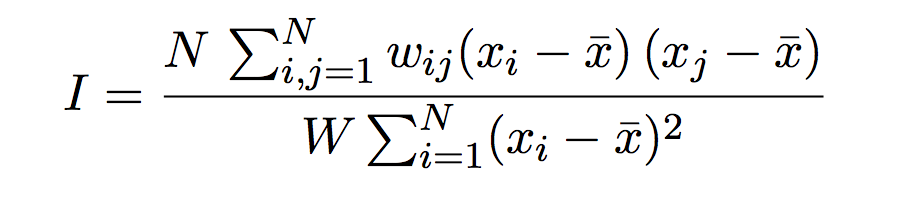 I = \frac{N \sum_{i,j=1}^{N} w_{ij}(x_i - \bar{x})(x_j - \bar{x})}{W \sum_{i=1}^{N}(x_i - \bar{x})^2}